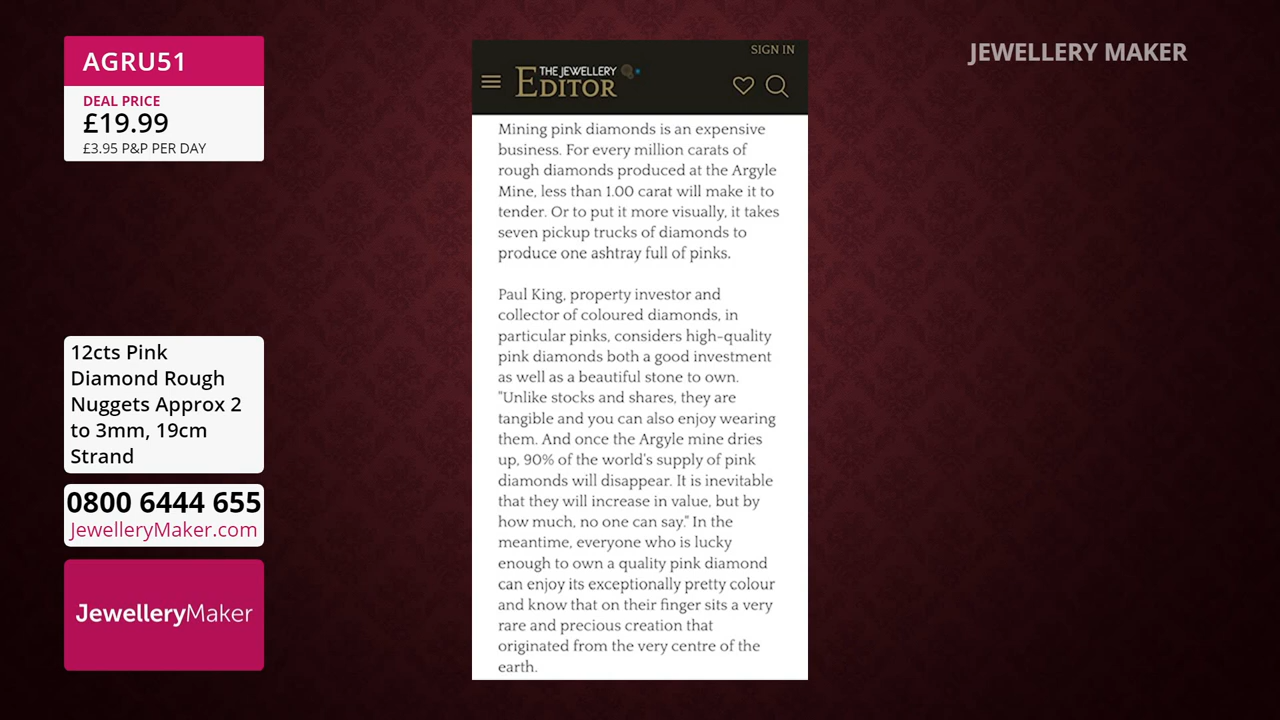 AGRU51
DEAL PRICE
£19.99
£3.95 P&P PER DAY
12cts Pink
Diamond Rough
Nuggets Approx 2
to 3mm, 19cm
Strand
0800 6444 655
JewelleryMaker.com
JewelleryMaker
SIGN IN
THE JEWELLERY
EDITOR
Mining pink diamonds is an expensive
business. For every million carats of
rough diamonds produced at the Argyle
Mine, less than 1.00 carat will make it to
tender. Or to put it more visually, it takes
seven pickup trucks of diamonds to
produce one ashtray full of pinks.
Paul King, property investor and
collector of coloured diamonds, in
particular pinks, considers high-quality
pink diamonds both a good investment
as well as a beautiful stone to own.
"Unlike stocks and shares, they are
tangible and you can also enjoy wearing
them. And once the Argyle mine dries
up, 90% of the world's supply of pink
diamonds will disappear. It is inevitable
that they will increase in value, but by
how much, no one can say." In the
meantime, everyone who is lucky
enough to own a quality pink diamond
can enjoy its exceptionally pretty colour
and know that on their finger sits a very
rare and precious creation that
originated from the very centre of the
earth.
JEWELLERY MAKER